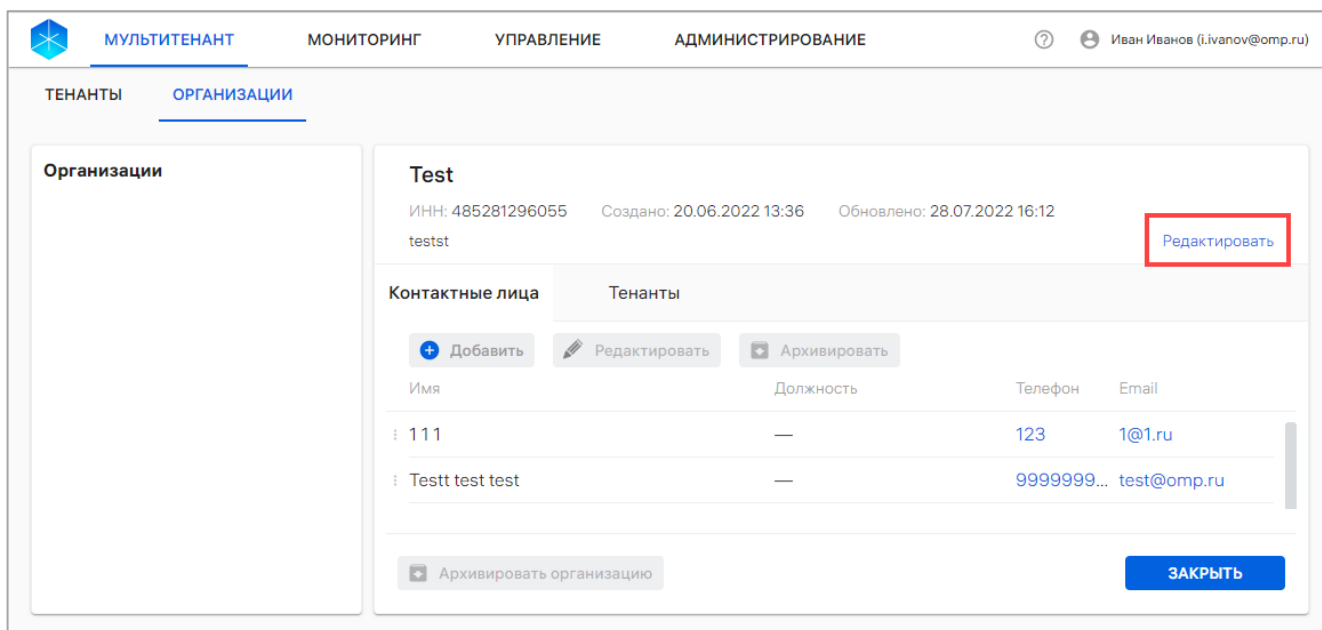 МУЛЬТИТЕНАНТ МОНИТОРИНГ УПРАВЛЕНИЕ АДМИНИСТРИРОВАНИЕ ? Иван Иванов (i.ivanov@omp.ru)
ТЕНАНТЫ ОРГАНИЗАЦИИ
Организации
Test
ИНН: 485281296055 Создано: 20.06.2022 13:36 Обновлено: 28.07.2022 16:12
testst Редактировать
Контактные лица Тенанты
Добавить Редактировать Архивировать
Имя Должность Телефон Email
111 — 123 1@1.ru
Testt test test — 9999999... test@omp.ru
Архивировать организацию ЗАКРЫТЬ